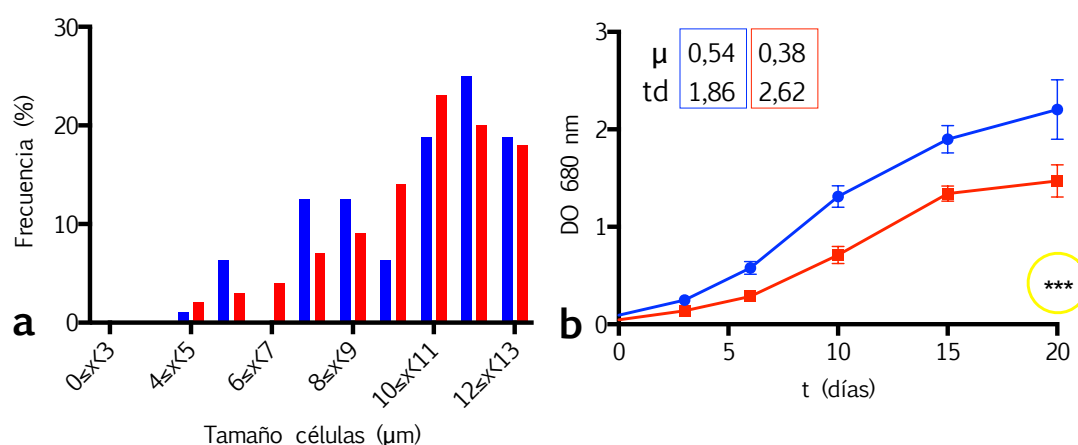 30
20
10
0
Frecuencia (%)
0≤x<3
4≤x<5
6≤x<7
8≤x<9
10≤x<11
12≤x<13
Tamaño células (µm)
a
3
2
1
0
DO 680 nm
µ 0,54 0,38
td 1,86 2,62
***
0 5 10 15 20
t (días)
b